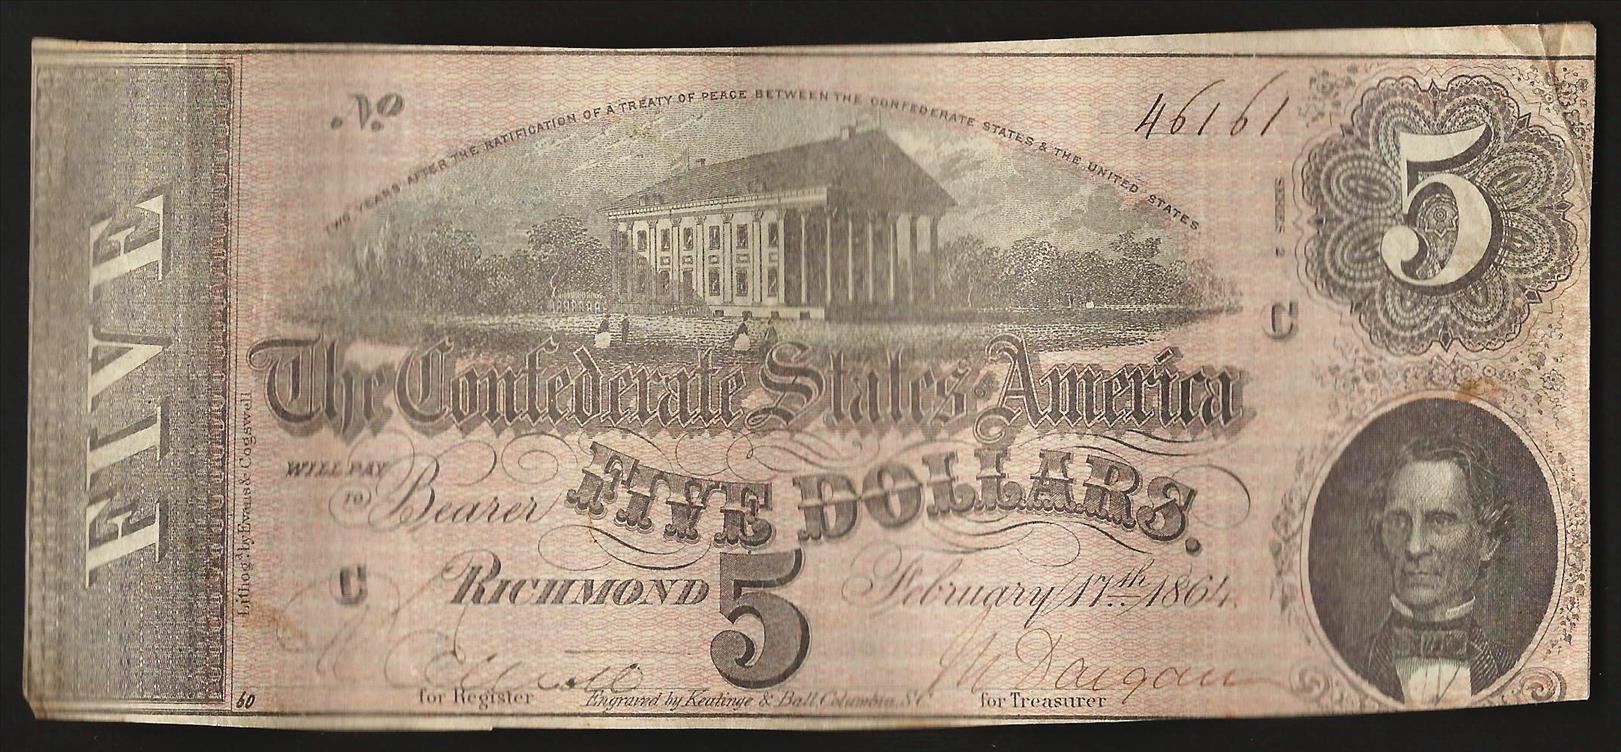 FIVE
No 46161
TWO YEARS AFTER THE RATIFICATION OF A TREATY OF PEACE BETWEEN THE CONFEDERATE STATES & THE UNITED STATES
5
SERIES 2
C
The Confederate States of America
WILL PAY
TO Bearer FIVE DOLLARS.
C RICHMOND 5 February 17th 1864.
for Register
Engraved by Keatinge & Ball, Columbia, S.C.
for Treasurer
60
Lithog'd by Evans & Cogswell